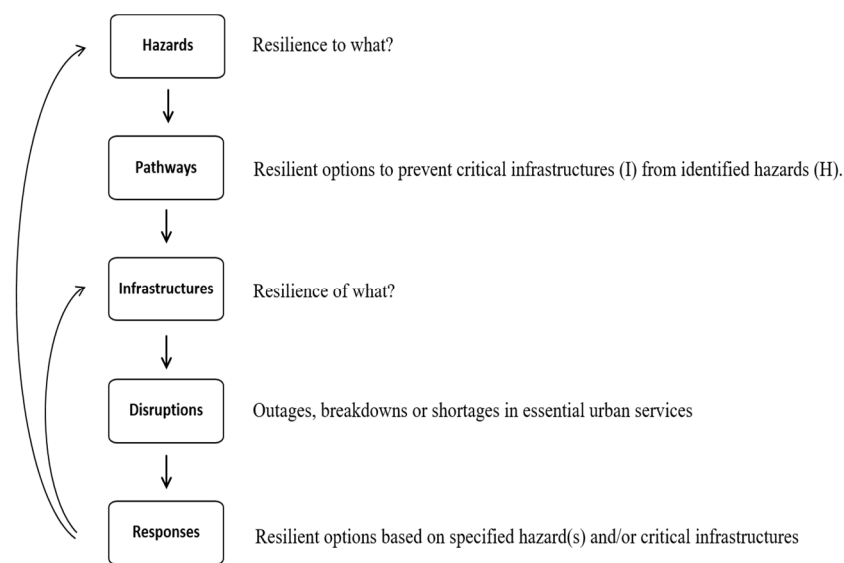 Hazards Resilience to what?
Pathways Resilient options to prevent critical infrastructures (I) from identified hazards (H).
Infrastructures Resilience of what?
Disruptions Outages, breakdowns or shortages in essential urban services
Responses Resilient options based on specified hazard(s) and/or critical infrastructures